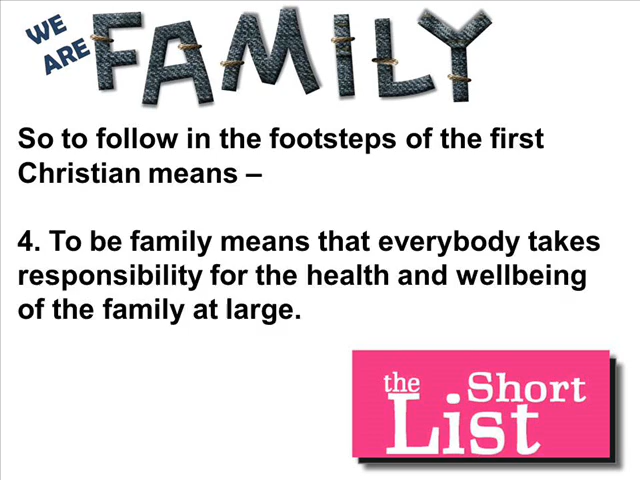 WE
ARE
FAMILY
So to follow in the footsteps of the first
Christian means –
4. To be family means that everybody takes
responsibility for the health and wellbeing
of the family at large.
the Short
List